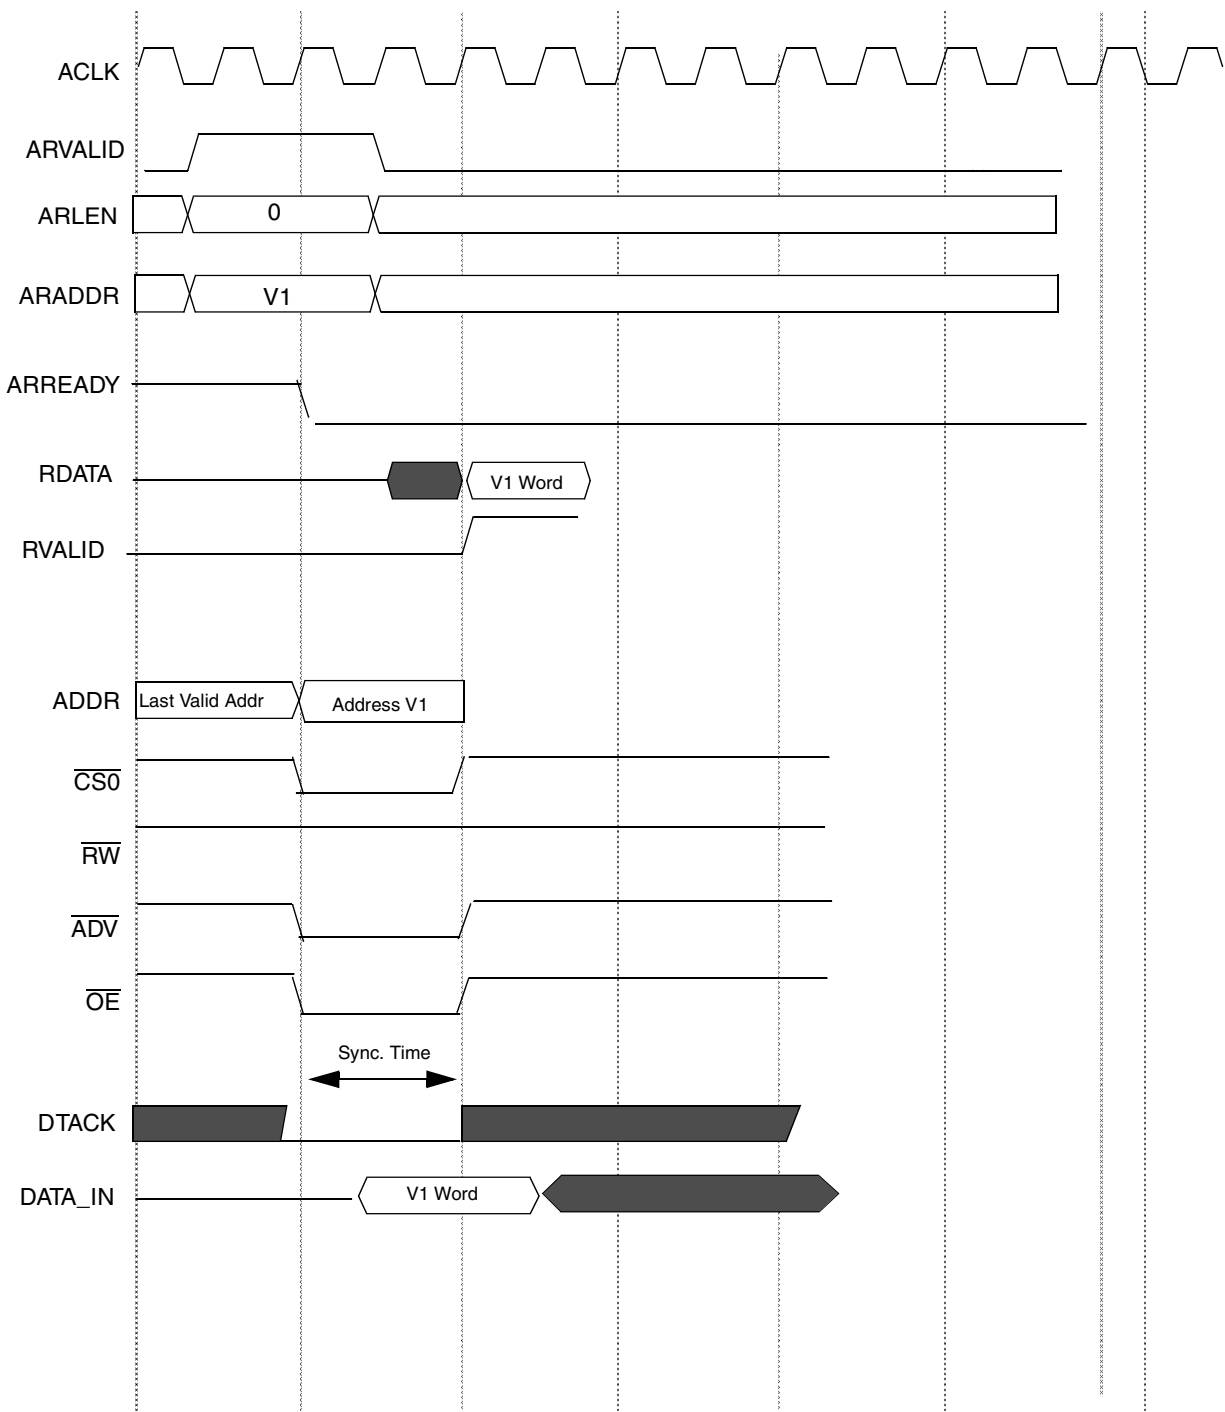 ACLK
ARVALID
ARLEN 0
ARADDR V1
ARREADY
RDATA V1 Word
RVALID
ADDR Last Valid Addr Address V1
CS0
RW
ADV
OE
Sync. Time
DTACK
DATA_IN V1 Word